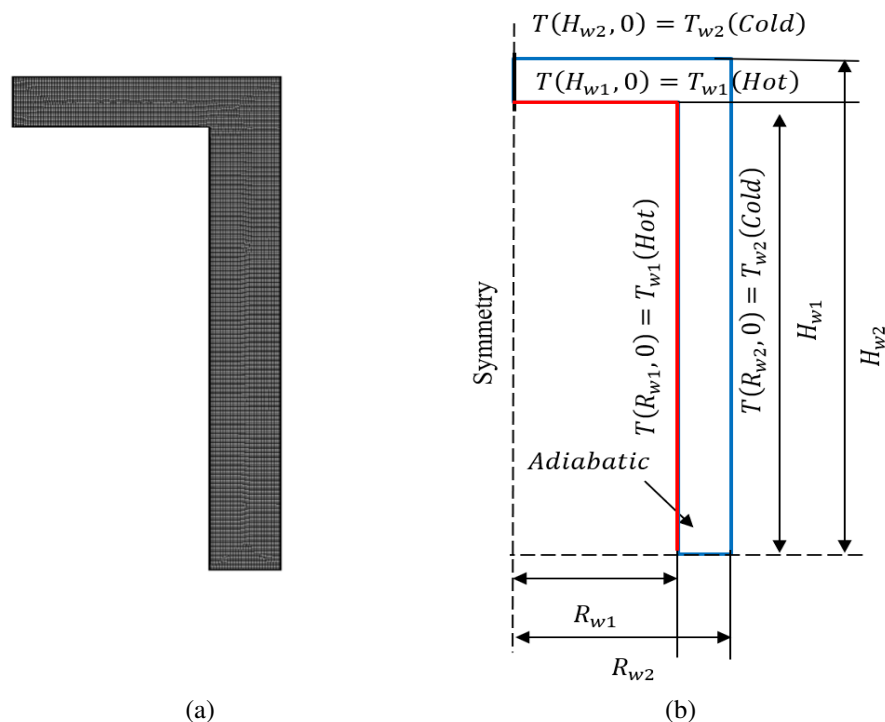 T(H_{w2}, 0) = T_{w2}(Cold)
T(H_{w1}, 0) = T_{w1}(Hot)
Symmetry
T(R_{w1}, 0) = T_{w1}(Hot)
T(R_{w2}, 0) = T_{w2}(Cold)
H_{w1}
H_{w2}
Adiabatic
R_{w1}
R_{w2}
(a)
(b)